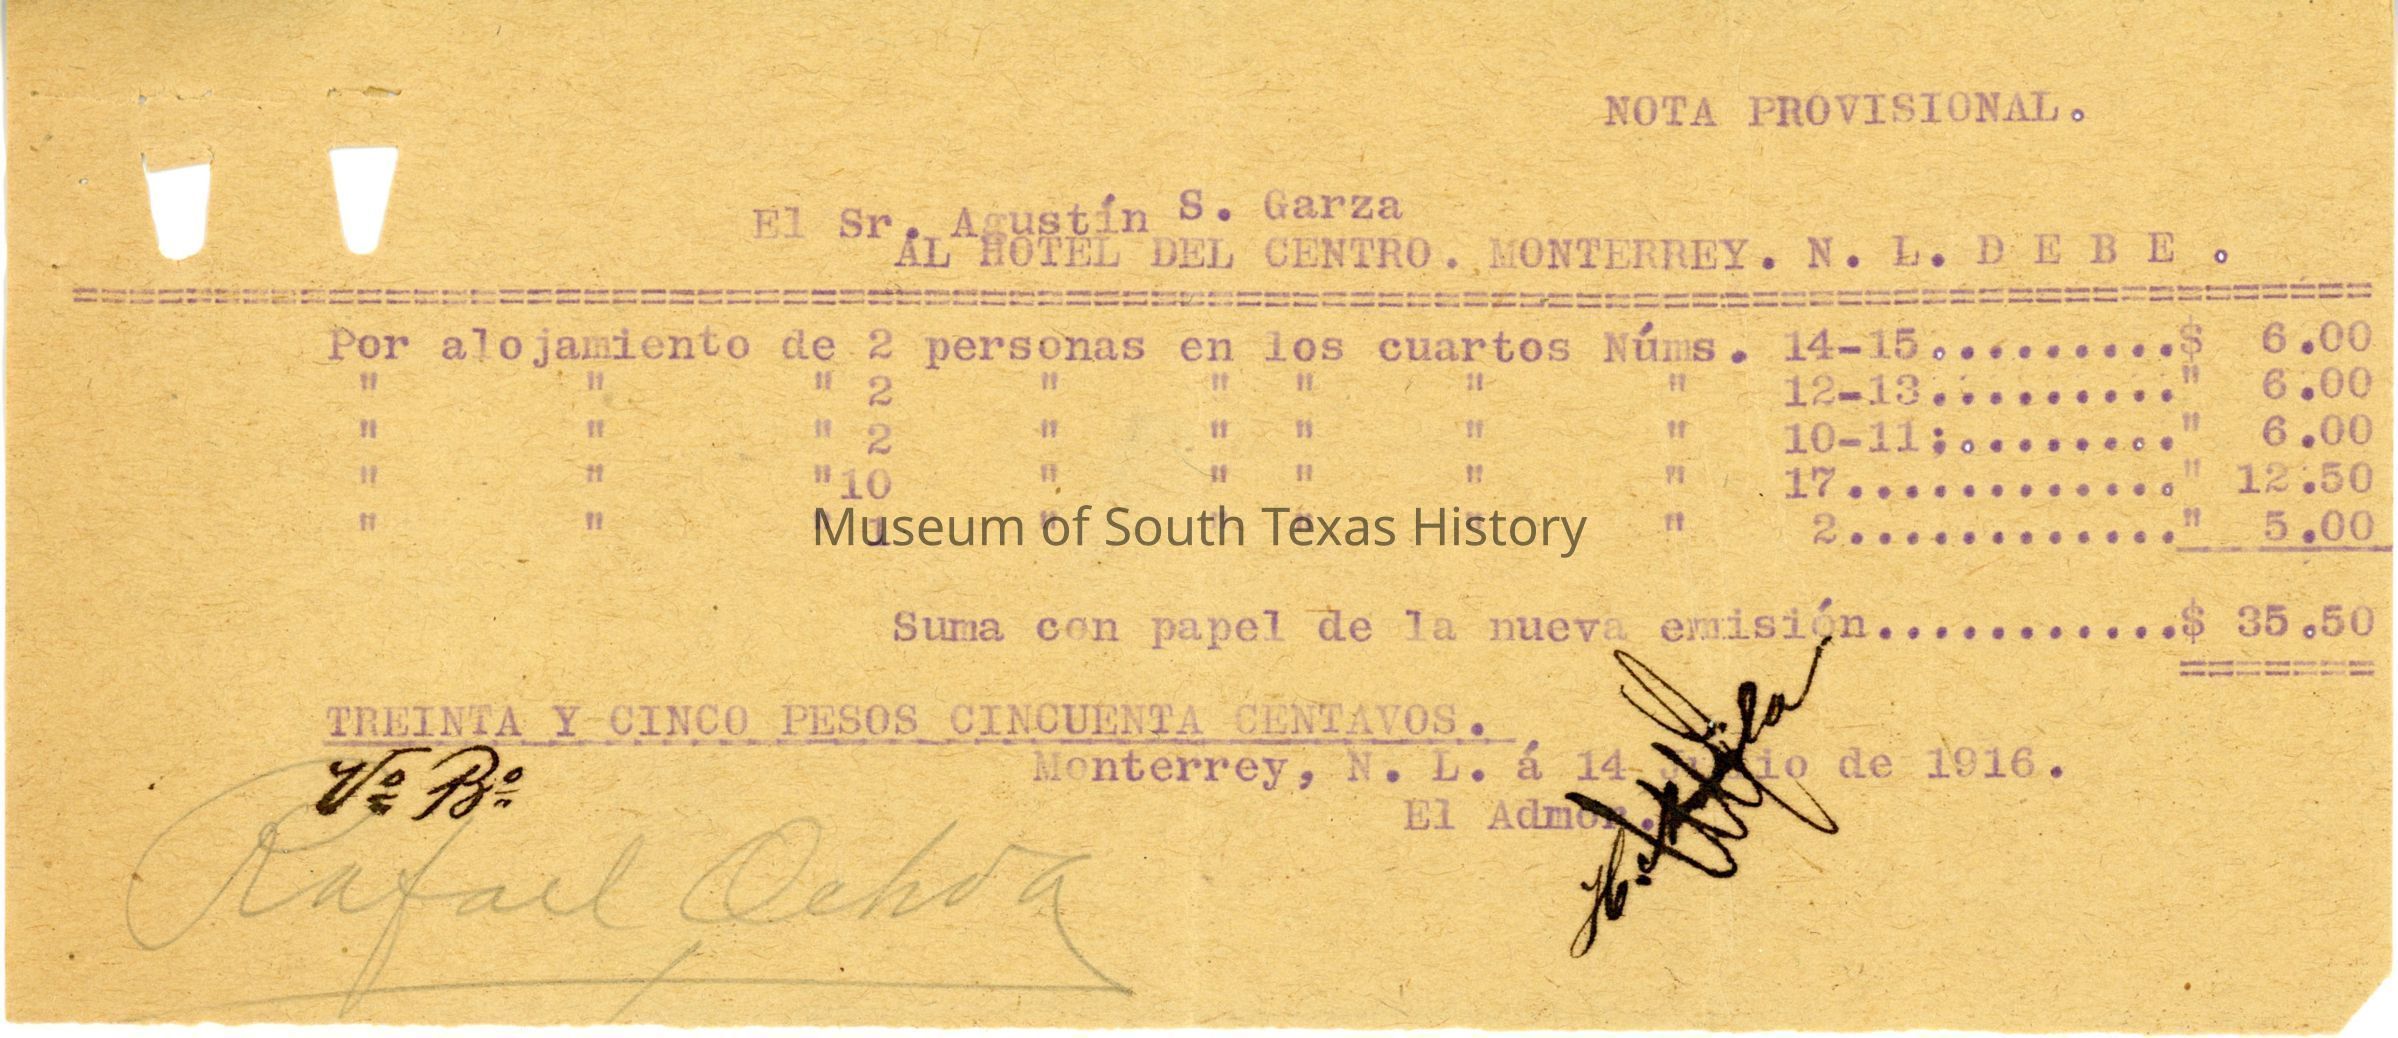 NOTA PROVISIONAL.
El Sr. Agustín S. Garza
AL HOTEL DEL CENTRO. MONTERREY. N. L. D E B E .
=================================================================================
Por alojamiento de 2 personas en los cuartos Núms. 14-15.........$ 6.00
" " " 2 " " " " " 12-13........." 6.00
" " " 2 " " " " " 10-11;........" 6.00
" " "10 " " " " " 17............" 12.50
" " " 1 " " " " " 2............" 5.00
Museum of South Texas History
Suma con papel de la nueva emisión...........$ 35.50
=======
TREINTA Y CINCO PESOS CINCUENTA CENTAVOS.
Monterrey, N. L. á 14 de 1916.
Vº Bº
El Admor.
Rafael Ochoa